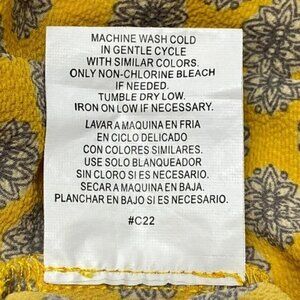 MACHINE WASH COLD
IN GENTLE CYCLE
WITH SIMILAR COLORS.
ONLY NON-CHLORINE BLEACH
IF NEEDED.
TUMBLE DRY LOW.
IRON ON LOW IF NECESSARY.
LAVAR A MAQUINA EN FRIA
EN CICLO DELICADO
CON COLORES SIMILARES.
USE SOLO BLANQUEADOR
SIN CLORO SI ES NECESARIO.
SECAR A MAQUINA EN BAJA.
PLANCHAR EN BAJO SI ES NECESARIO.
#C22